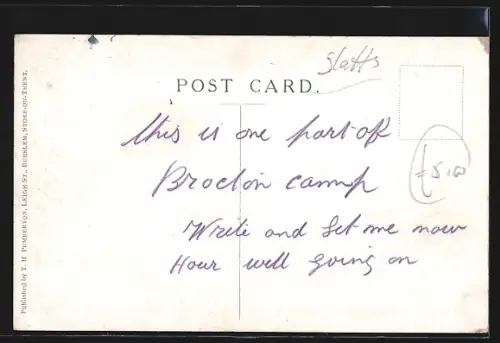 Staffs
POST CARD.
this is one part of
Brocton camp
Write and let me now
Hour well going on
£5.00
Published by T. H. PEMBERTON, LEIGH ST., BURSLEM, STOKE-ON-TRENT.